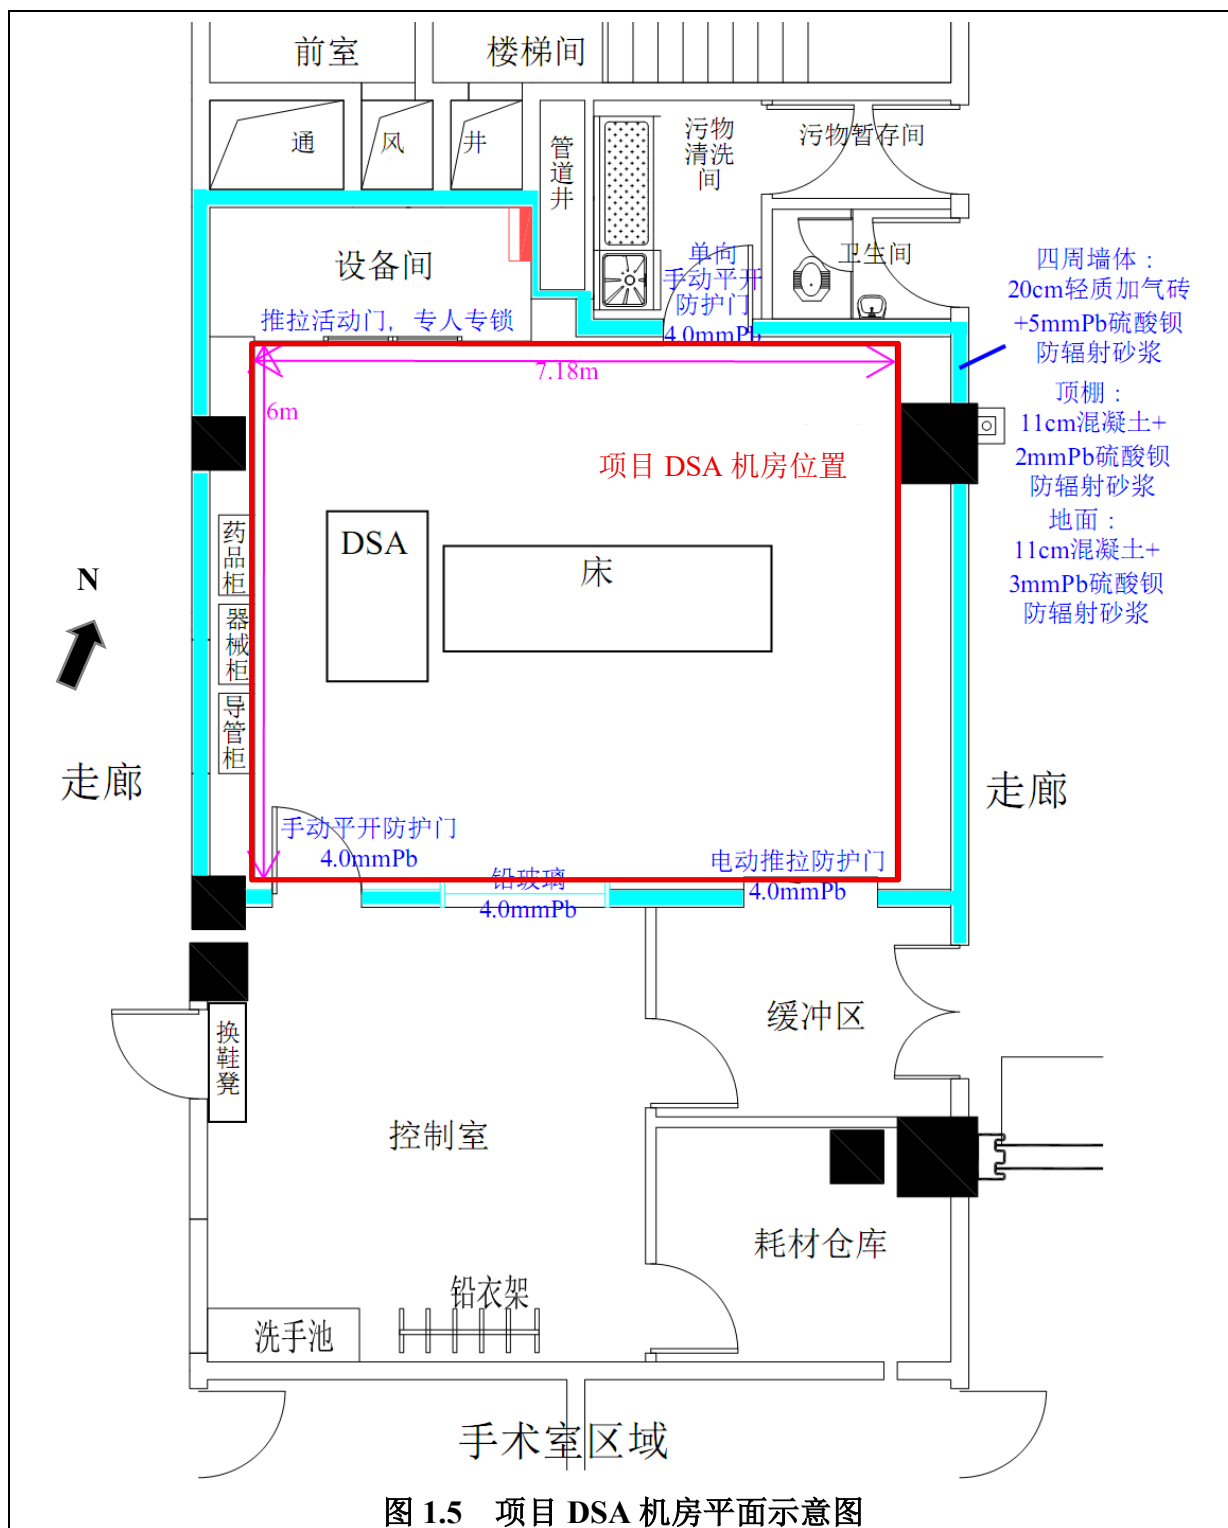 前室
楼梯间
通
风
井
管
道
井
污物
清洗
间
污物暂存间
设备间
单向
手动平开
防护门
4.0mmPb
卫生间
推拉活动门，专人专锁
四周墙体：
20cm轻质加气砖
+5mmPb硫酸钡
防辐射砂浆
顶棚：
11cm混凝土+
2mmPb硫酸钡
防辐射砂浆
地面：
11cm混凝土+
3mmPb硫酸钡
防辐射砂浆
7.18m
6m
项目 DSA 机房位置
DSA
床
药
品
柜
器
械
柜
导
管
柜
N
走廊
走廊
手动平开防护门
4.0mmPb
铅玻璃
4.0mmPb
电动推拉防护门
4.0mmPb
换
鞋
凳
缓冲区
控制室
耗材仓库
铅衣架
洗手池
手术室区域
图 1.5 项目 DSA 机房平面示意图